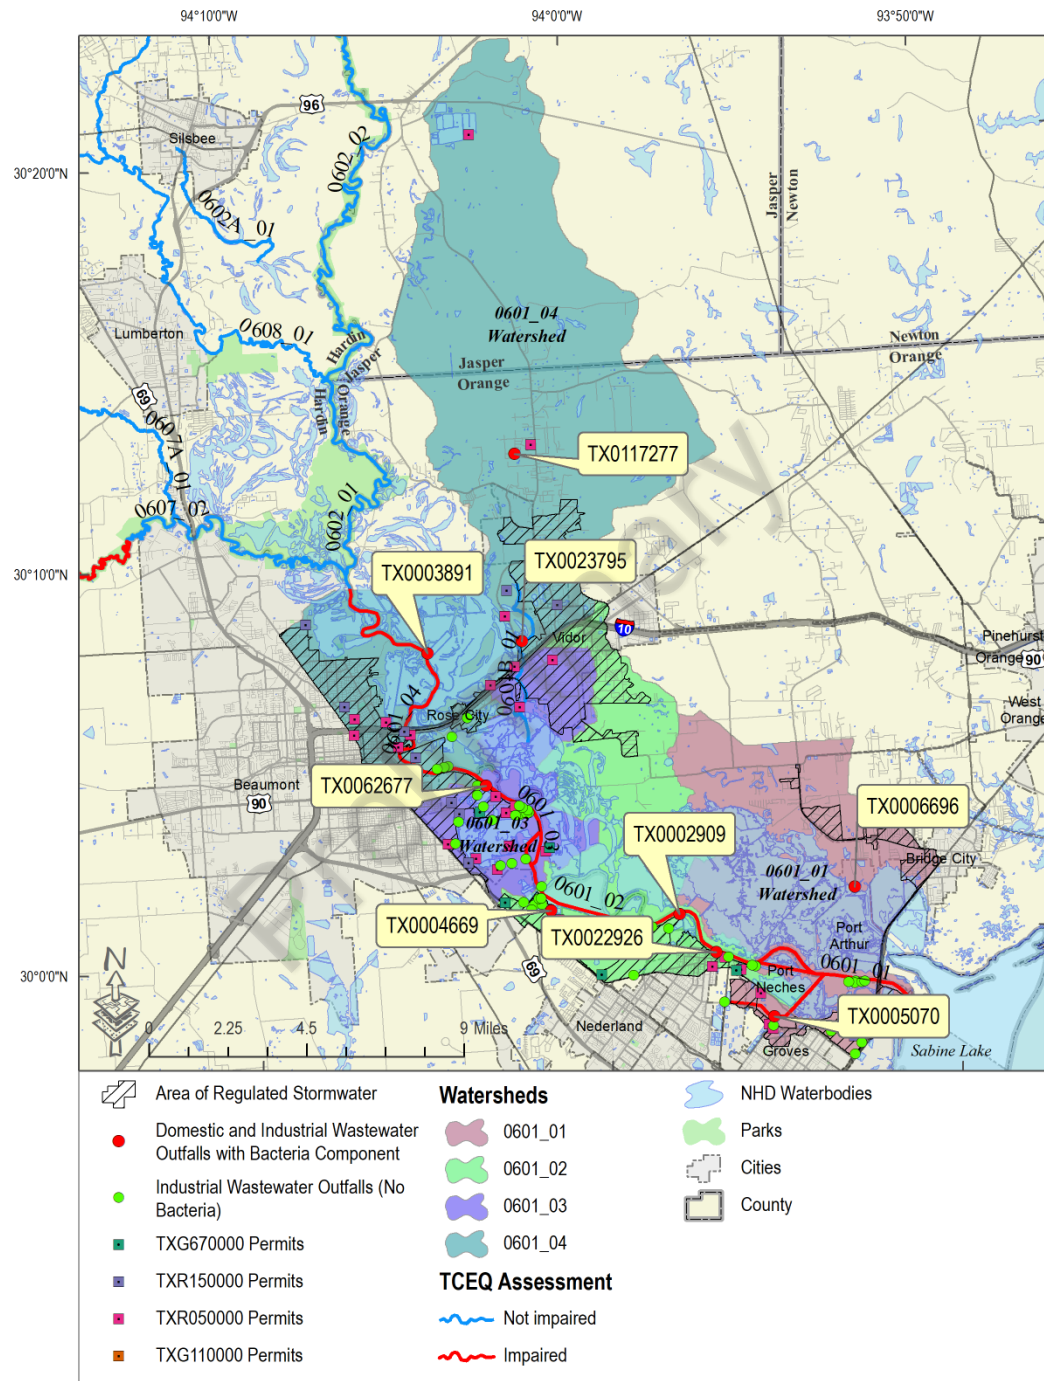 94°10'0"W
94°0'0"W
93°50'0"W
96
Silsbee
0602_02
30°20'0"N
0602A_01
Jasper
Newton
0601_04
Watershed
Lumberton
0608_01
Hardin
Jasper
Newton
Orange
Jasper
Orange
Hardin
Orange
69
0607A_01
TX0117277
0607_02
0602_01
30°10'0"N
TX0003891
TX0023795
10
Vidor
Pinehurst
Orange
90
0601B_01
West
Orange
0601_04
Rose City
Beaumont
90
TX0062677
0601_03
0601_03
Watershed
TX0002909
TX0006696
Bridge City
0601_01
Watershed
0601_02
TX0004669
TX0022926
Port
Arthur
69
0601_01
30°0'0"N
Port
Neches
TX0005070
N
Nederland
Groves
Sabine Lake
0 2.25 4.5 9 Miles
Preliminary
Area of Regulated Stormwater
Domestic and Industrial Wastewater
Outfalls with Bacteria Component
Industrial Wastewater Outfalls (No
Bacteria)
TXG670000 Permits
TXR150000 Permits
TXR050000 Permits
TXG110000 Permits
Watersheds
0601_01
0601_02
0601_03
0601_04
TCEQ Assessment
Not impaired
Impaired
NHD Waterbodies
Parks
Cities
County